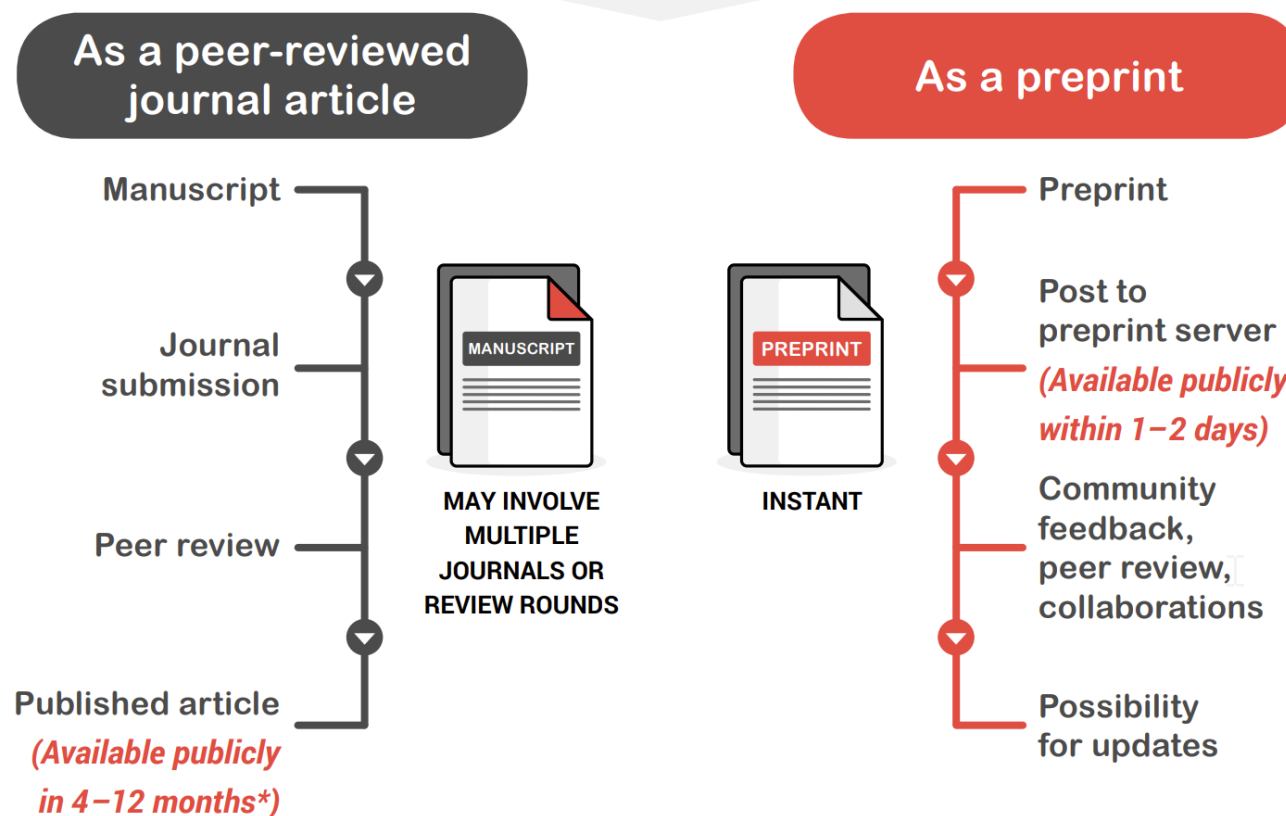 As a peer-reviewed
journal article
Manuscript
Journal
submission
Peer review
Published article
(Available publicly
in 4–12 months*)
MANUSCRIPT
MAY INVOLVE
MULTIPLE
JOURNALS OR
REVIEW ROUNDS
As a preprint
PREPRINT
INSTANT
Preprint
Post to
preprint server
(Available publicly
within 1–2 days)
Community
feedback,
peer review,
collaborations
Possibility
for updates